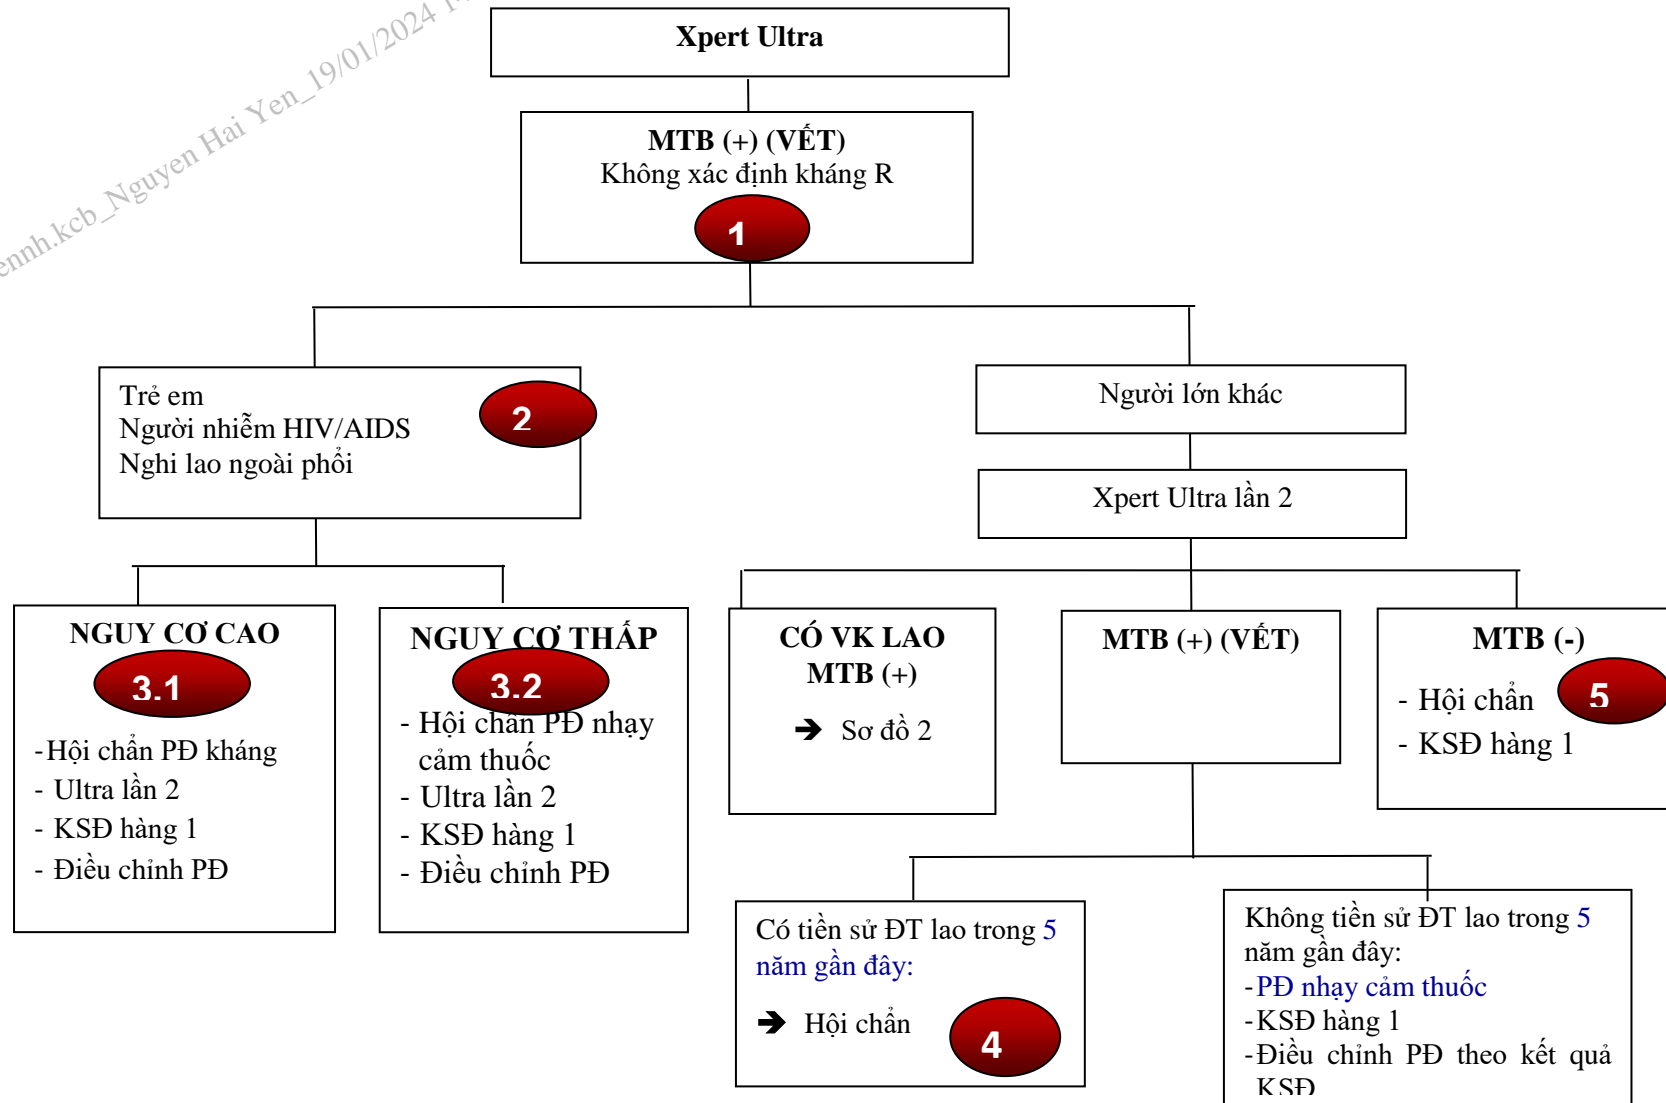 ennh.kcb_Nguyen Hai Yen_19/01/2024
Xpert Ultra
MTB (+) (VẾT)
Không xác định kháng R
1
Trẻ em
Người nhiễm HIV/AIDS
Nghi lao ngoài phổi
2
Người lớn khác
Xpert Ultra lần 2
NGUY CƠ CAO
3.1
-Hội chẩn PĐ kháng
- Ultra lần 2
- KSĐ hàng 1
- Điều chỉnh PĐ
NGUY CƠ THẤP
3.2
- Hội chẩn PĐ nhạy
cảm thuốc
- Ultra lần 2
- KSĐ hàng 1
- Điều chỉnh PĐ
CÓ VK LAO
MTB (+)
➔ Sơ đồ 2
MTB (+) (VẾT)
MTB (-)
- Hội chẩn
5
- KSĐ hàng 1
Có tiền sử ĐT lao trong 5
năm gần đây:
➔ Hội chẩn
4
Không tiền sử ĐT lao trong 5
năm gần đây:
-PĐ nhạy cảm thuốc
-KSĐ hàng 1
-Điều chỉnh PĐ theo kết quả
KSĐ